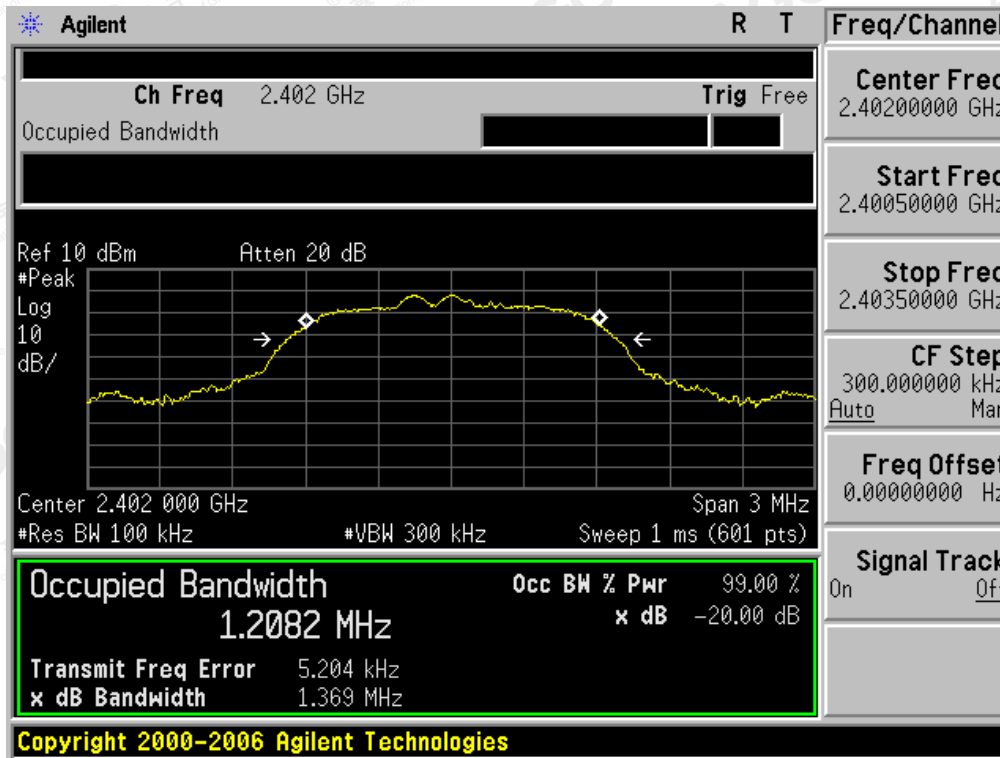 Agilent R T
Ch Freq 2.402 GHz Trig Free
Occupied Bandwidth
Ref 10 dBm Atten 20 dB
#Peak
Log
10
dB/
Center 2.402 000 GHz Span 3 MHz
#Res BW 100 kHz #VBW 300 kHz Sweep 1 ms (601 pts)
Occupied Bandwidth
1.2082 MHz
Occ BW % Pwr 99.00 %
x dB -20.00 dB
Transmit Freq Error 5.204 kHz
x dB Bandwidth 1.369 MHz
Copyright 2000-2006 Agilent Technologies
Freq/Channel
Center Freq
2.40200000 GHz
Start Freq
2.40050000 GHz
Stop Freq
2.40350000 GHz
CF Step
300.000000 kHz
Auto Man
Freq Offset
0.00000000 Hz
Signal Track
On Off